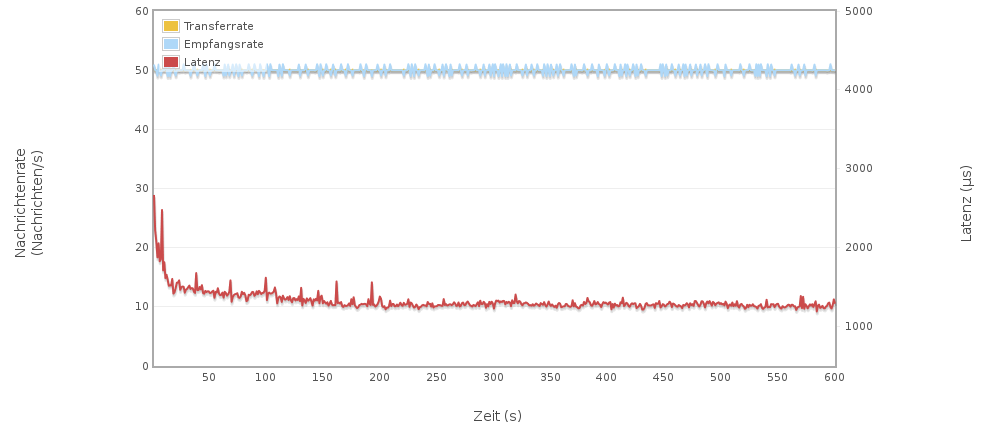 Nachrichtenrate
(Nachrichten/s)
60
50
40
30
20
10
0
Transferrate
Empfangsrate
Latenz
5000
4000
3000
2000
1000
Latenz (μs)
50 100 150 200 250 300 350 400 450 500 550 600
Zeit (s)